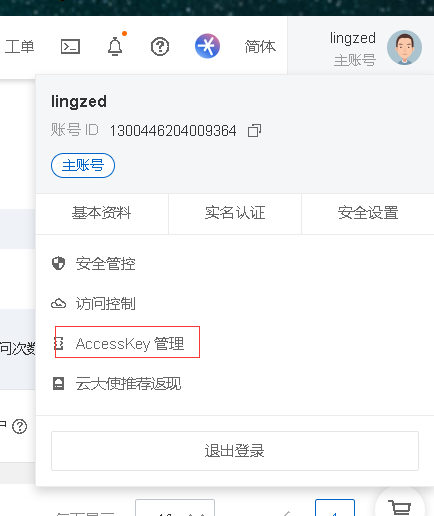 工单
简体
lingzed
主账号
lingzed
账号 ID 1300446204009364
主账号
基本资料
实名认证
安全设置
安全管控
访问控制
问次数
AccessKey 管理
云大使推荐返现
户
退出登录